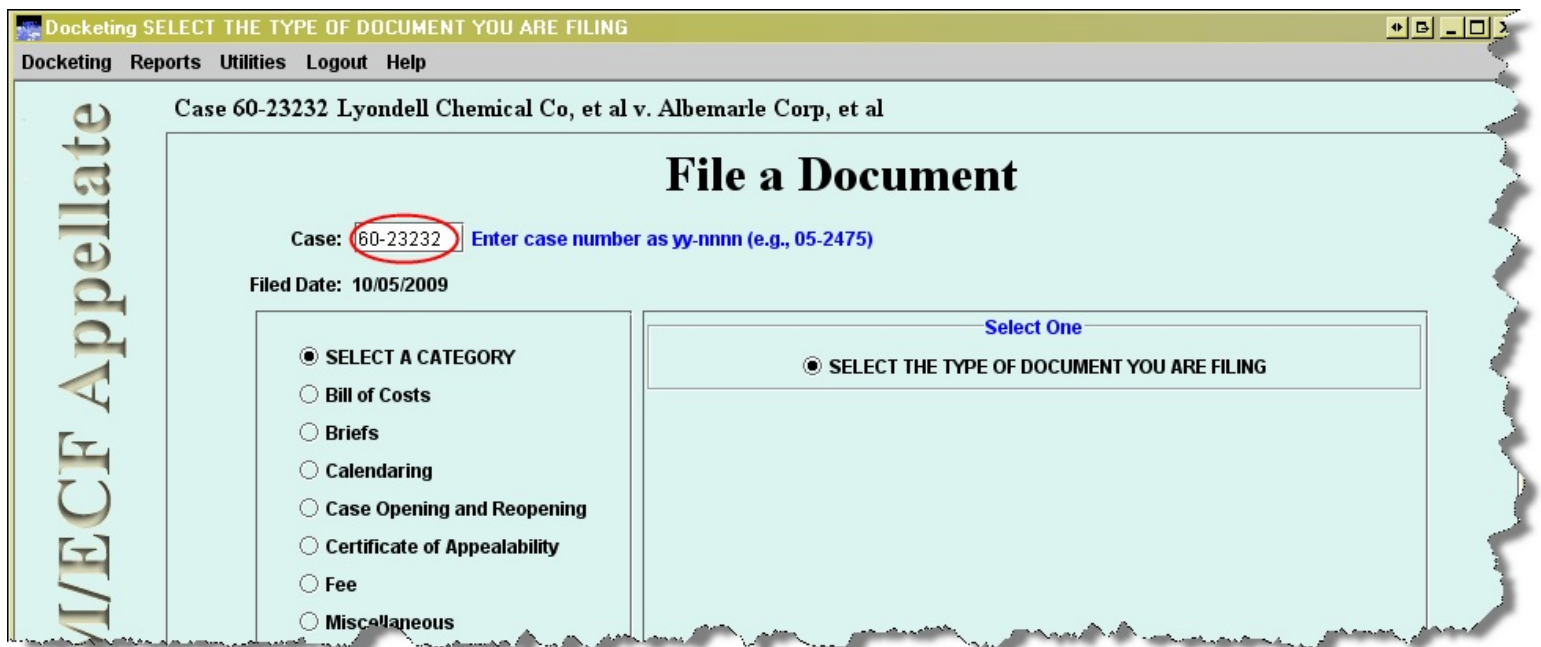 Docketing SELECT THE TYPE OF DOCUMENT YOU ARE FILING
Docketing Reports Utilities Logout Help
Case 60-23232 Lyondell Chemical Co, et al v. Albemarle Corp, et al
File a Document
Case: 60-23232 Enter case number as yy-nnnn (e.g., 05-2475)
Filed Date: 10/05/2009
Select One
SELECT A CATEGORY
SELECT THE TYPE OF DOCUMENT YOU ARE FILING
Bill of Costs
Briefs
Calendaring
Case Opening and Reopening
Certificate of Appealability
Fee
Miscellaneous
M/ECF Appellate